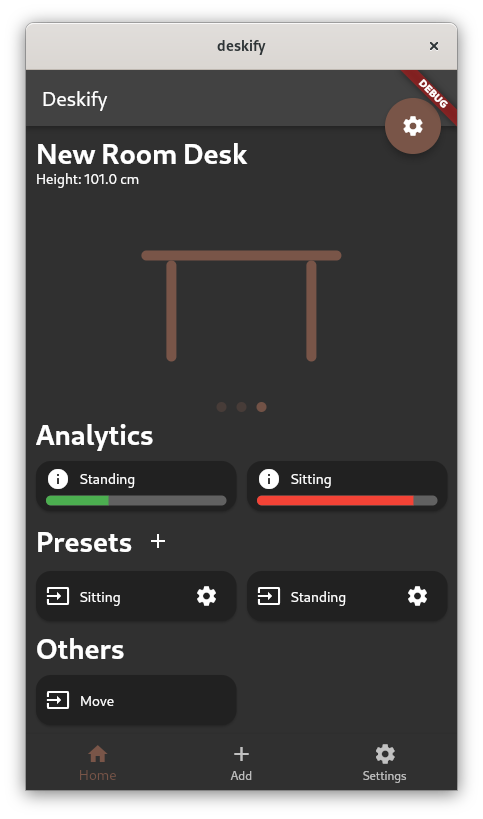 deskify
Deskify
DEBUG
New Room Desk
Height: 101.0 cm
Analytics
Standing
Sitting
Presets
Sitting
Standing
Others
Move
Home
Add
Settings